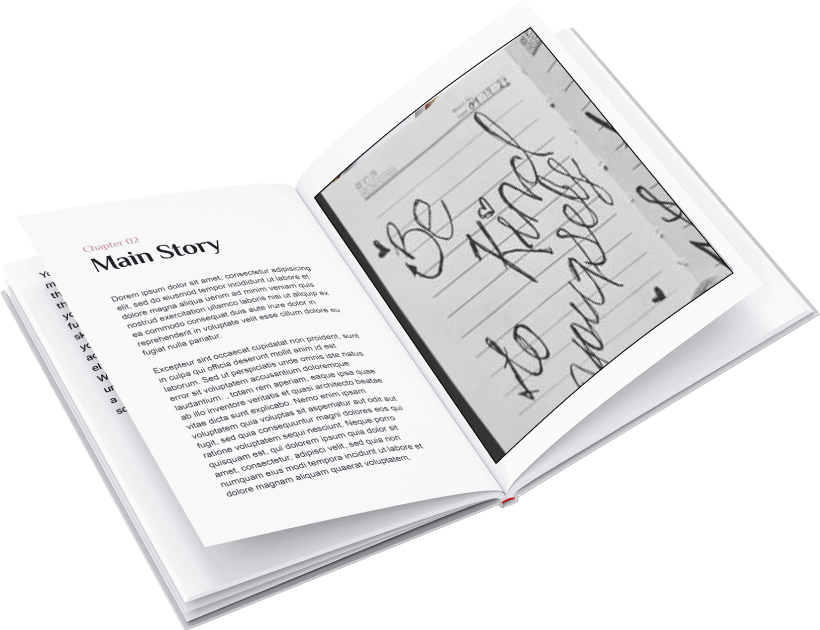 Chapter 02
Main Story
Dorem ipsum dolor sit amet, consectetur adipisicing
elit, sed do eiusmod tempor incididunt ut labore et
dolore magna aliqua uenim ad minim veniam quis
nostrud exercitation ullamco laboris nisi ut aliquip ex
ea commodo consequat duis aute irure dolor in
reprehenderit in voluptate velit esse cillum dolore eu
fugiat nulla pariatur.
Excepteur sint occaecat cupidatat non proident, sunt
in culpa qui officia deserunt mollit anim id est
laborum. Sed ut perspiciatis unde omnis iste natus
error sit voluptatem accusantium doloremque
laudantium. , totam rem aperiam, eaque ipsa quae
ab illo inventore veritatis et quasi architecto beatae
vitae dicta sunt explicabo. Nemo enim ipsam
voluptatem quia voluptas sit aspernatur aut odit aut
fugit, sed quia consequuntur magni dolores eos qui
ratione voluptatem sequi nesciunt. Neque porro
quisquam est, qui dolorem ipsum quia dolor sit
amet, consectetur, adipisci velit, sed quia non
numquam eius modi tempora incidunt ut labore et
dolore magnam aliquam quaerat voluptatem.
Be
Kind
to
yourself